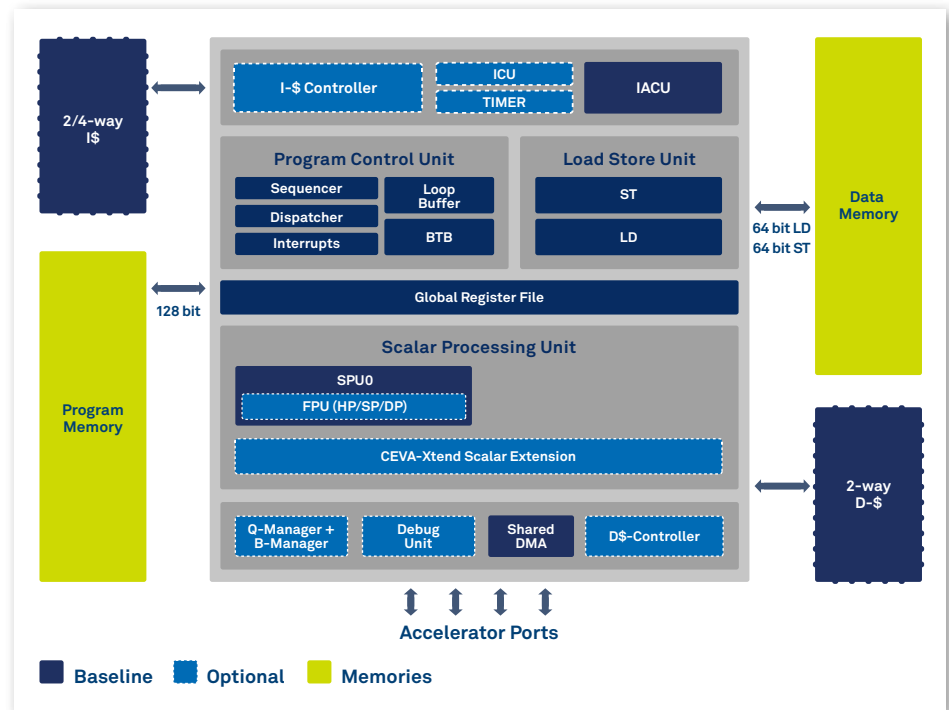 I-$ Controller
ICU
TIMER
IACU
2/4-way
I$
Program Control Unit
Sequencer
Dispatcher
Interrupts
Loop
Buffer
BTB
Load Store Unit
ST
LD
Data
Memory
64 bit LD
64 bit ST
128 bit
Global Register File
Program
Memory
Scalar Processing Unit
SPU0
FPU (HP/SP/DP)
CEVA-Xtend Scalar Extension
2-way
D-$
Q-Manager +
B-Manager
Debug
Unit
Shared
DMA
D$-Controller
Accelerator Ports
Baseline
Optional
Memories